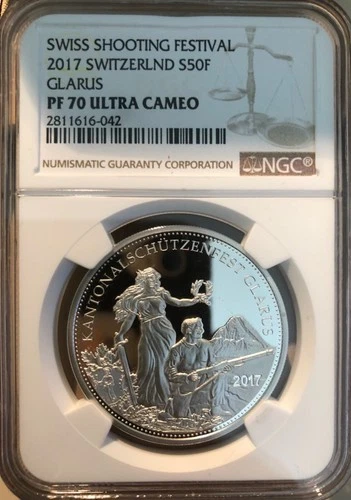 SWISS SHOOTING FESTIVAL
2017 SWITZERLND S50F
GLARUS
PF 70 ULTRA CAMEO
2811616-042
NUMISMATIC GUARANTY CORPORATION NGC®
KANTONALSCHÜTZENFEST GLARUS
2017